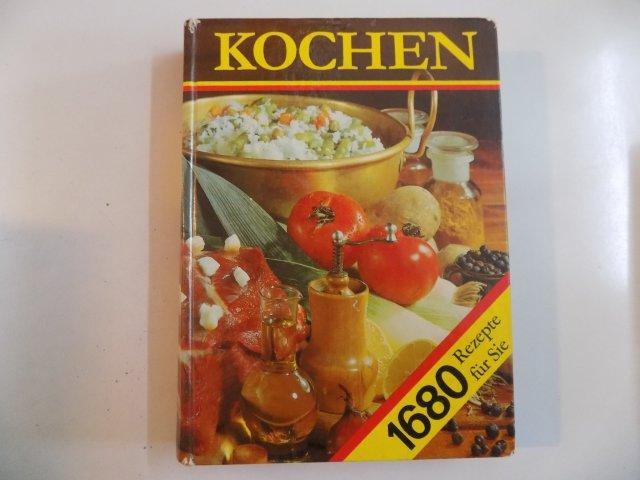 KOCHEN
1680
Rezepte
für Sie